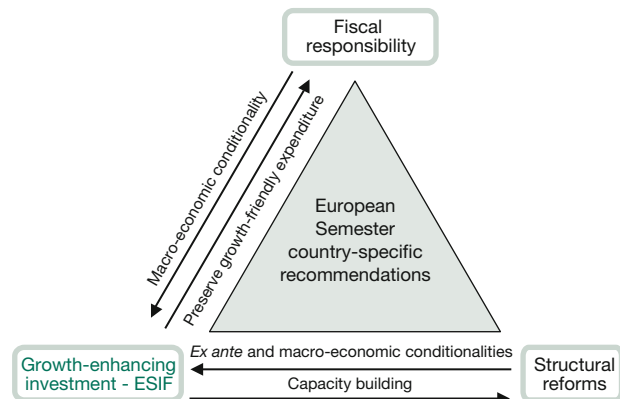 Fiscal
responsibility
Macro-economic conditionality
Preserve growth-friendly expenditure
European
Semester
country-specific
recommendations
Growth-enhancing
investment - ESIF
Ex ante and macro-economic conditionalities
Capacity building
Structural
reforms